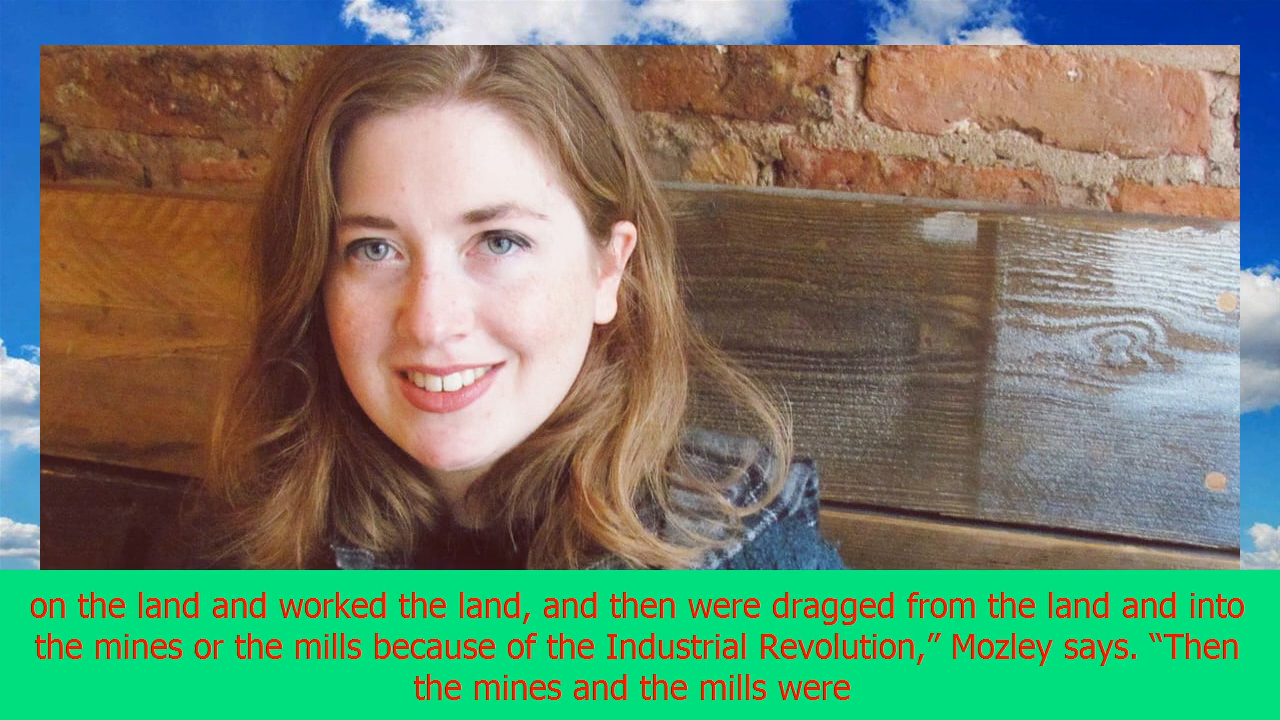 on the land and worked the land, and then were dragged from the land and into
the mines or the mills because of the Industrial Revolution,” Mozley says. “Then
the mines and the mills were